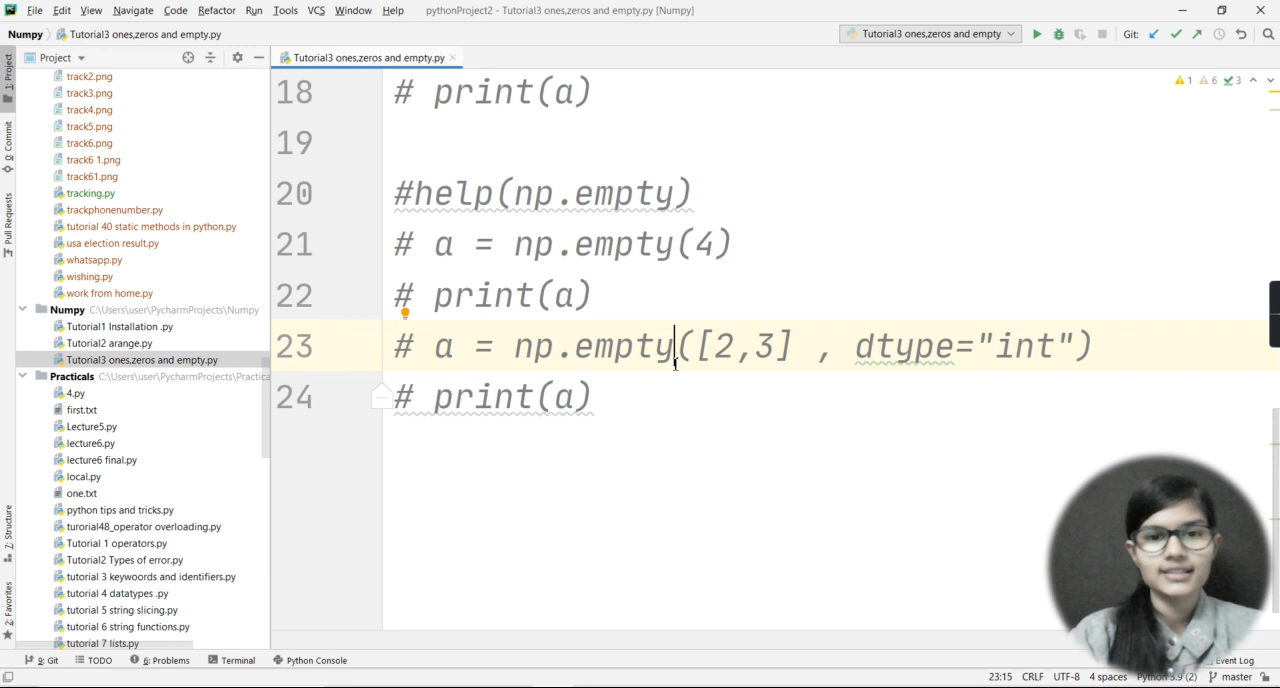 File Edit View Navigate Code Refactor Run Tools VCS Window Help pythonProject2 - Tutorial3 ones,zeros and empty.py [Numpy]
Numpy Tutorial3 ones,zeros and empty.py Tutorial3 ones,zeros and empty Git:
Project
Tutorial3 ones,zeros and empty.py
1: Project
0: Commit
Pull Requests
7: Structure
2: Favorites
track2.png
track3.png
track4.png
track5.png
track6.png
track6 1.png
track61.png
tracking.py
trackphonenumber.py
tutorial 40 static methods in python.py
usa election result.py
whatsapp.py
wishing.py
work from home.py
Numpy C:\Users\user\PycharmProjects\Numpy
Tutorial1 Installation .py
Tutorial2 arange.py
Tutorial3 ones,zeros and empty.py
Practicals C:\Users\user\PycharmProjects\Practica
4.py
first.txt
Lecture5.py
lecture6.py
lecture6 final.py
local.py
one.txt
python tips and tricks.py
turorial48_operator overloading.py
Tutorial 1 operators.py
Tutorial2 Types of error.py
tutorial 3 keywoords and identifiers.py
tutorial 4 datatypes .py
tutorial 5 string slicing.py
tutorial 6 string functions.py
tutorial 7 lists.py
1 6 3
18 # print(a)
19
20 #help(np.empty)
21 # a = np.empty(4)
22 # print(a)
23 # a = np.empty([2,3] , dtype="int")
24 # print(a)
9: Git TODO 6: Problems Terminal Python Console Event Log
23:15 CRLF UTF-8 4 spaces Python 3.9 (2) master